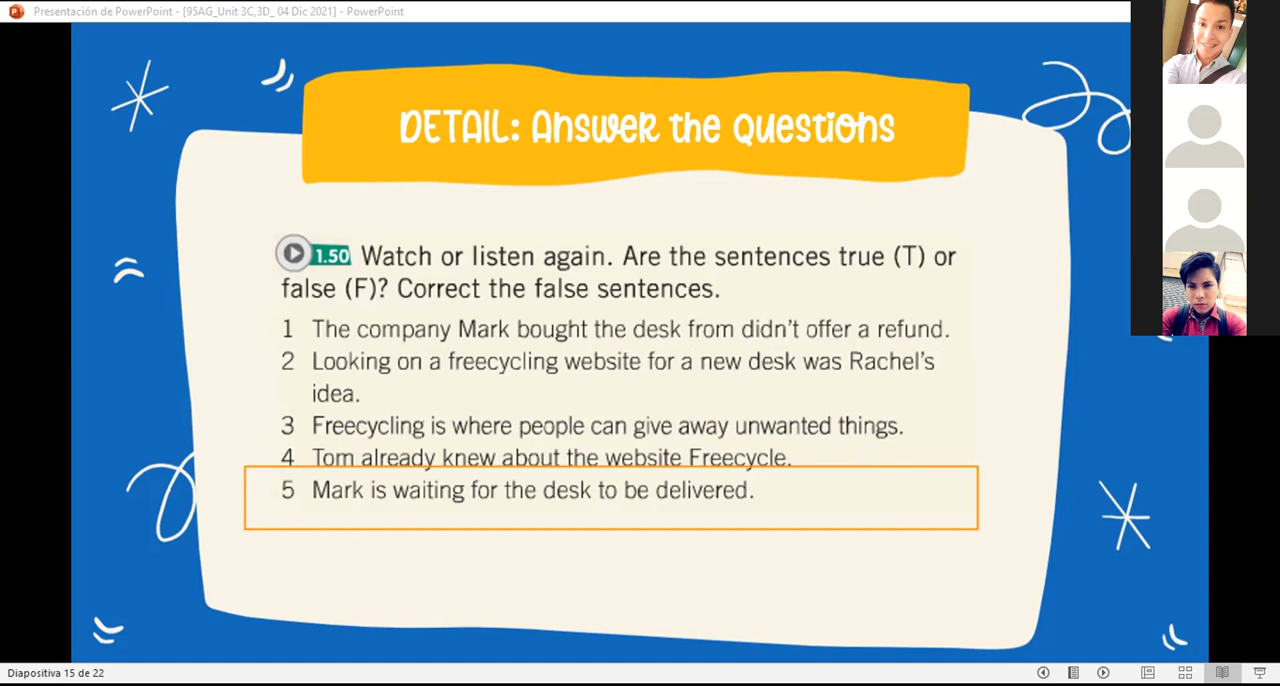 Presentación de PowerPoint - [95AG_Unit 3C,3D_ 04 Dic 2021] - PowerPoint
DETAIL: Answer the Questions
1.50 Watch or listen again. Are the sentences true (T) or
false (F)? Correct the false sentences.
1 The company Mark bought the desk from didn't offer a refund.
2 Looking on a freecycling website for a new desk was Rachel's
idea.
3 Freecycling is where people can give away unwanted things.
4 Tom already knew about the website Freecycle.
5 Mark is waiting for the desk to be delivered.
Diapositiva 15 de 22